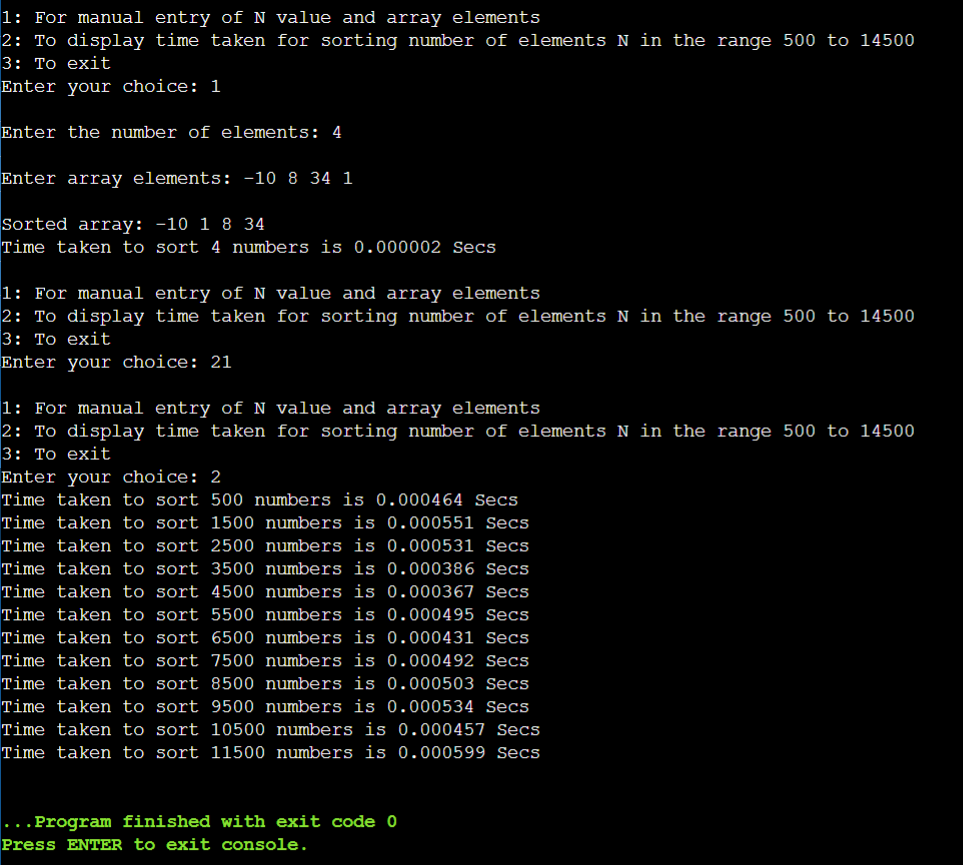 1: For manual entry of N value and array elements
2: To display time taken for sorting number of elements N in the range 500 to 14500
3: To exit
Enter your choice: 1
Enter the number of elements: 4
Enter array elements: -10 8 34 1
Sorted array: -10 1 8 34
Time taken to sort 4 numbers is 0.000002 Secs
1: For manual entry of N value and array elements
2: To display time taken for sorting number of elements N in the range 500 to 14500
3: To exit
Enter your choice: 21
1: For manual entry of N value and array elements
2: To display time taken for sorting number of elements N in the range 500 to 14500
3: To exit
Enter your choice: 2
Time taken to sort 500 numbers is 0.000464 Secs
Time taken to sort 1500 numbers is 0.000551 Secs
Time taken to sort 2500 numbers is 0.000531 Secs
Time taken to sort 3500 numbers is 0.000386 Secs
Time taken to sort 4500 numbers is 0.000367 Secs
Time taken to sort 5500 numbers is 0.000495 Secs
Time taken to sort 6500 numbers is 0.000431 Secs
Time taken to sort 7500 numbers is 0.000492 Secs
Time taken to sort 8500 numbers is 0.000503 Secs
Time taken to sort 9500 numbers is 0.000534 Secs
Time taken to sort 10500 numbers is 0.000457 Secs
Time taken to sort 11500 numbers is 0.000599 Secs
...Program finished with exit code 0
Press ENTER to exit console.